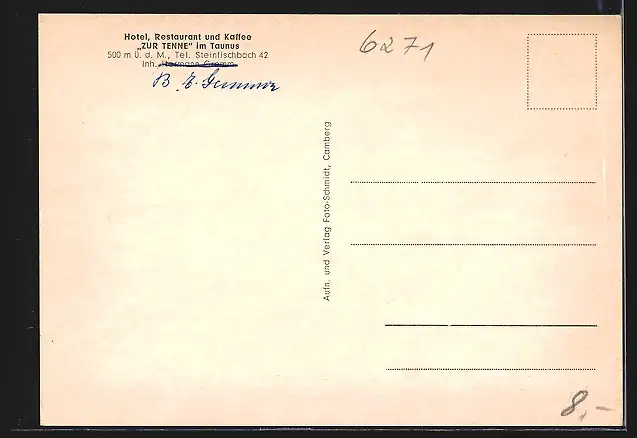 Hotel, Restaurant und Kaffee
„ZUR TENNE" im Taunus
500 m ü. d. M., Tel. Steinfischbach 42
Inh. Hermann
B
6271
Aufn. und Verlag Foto-Schmidt, Camberg
8,-